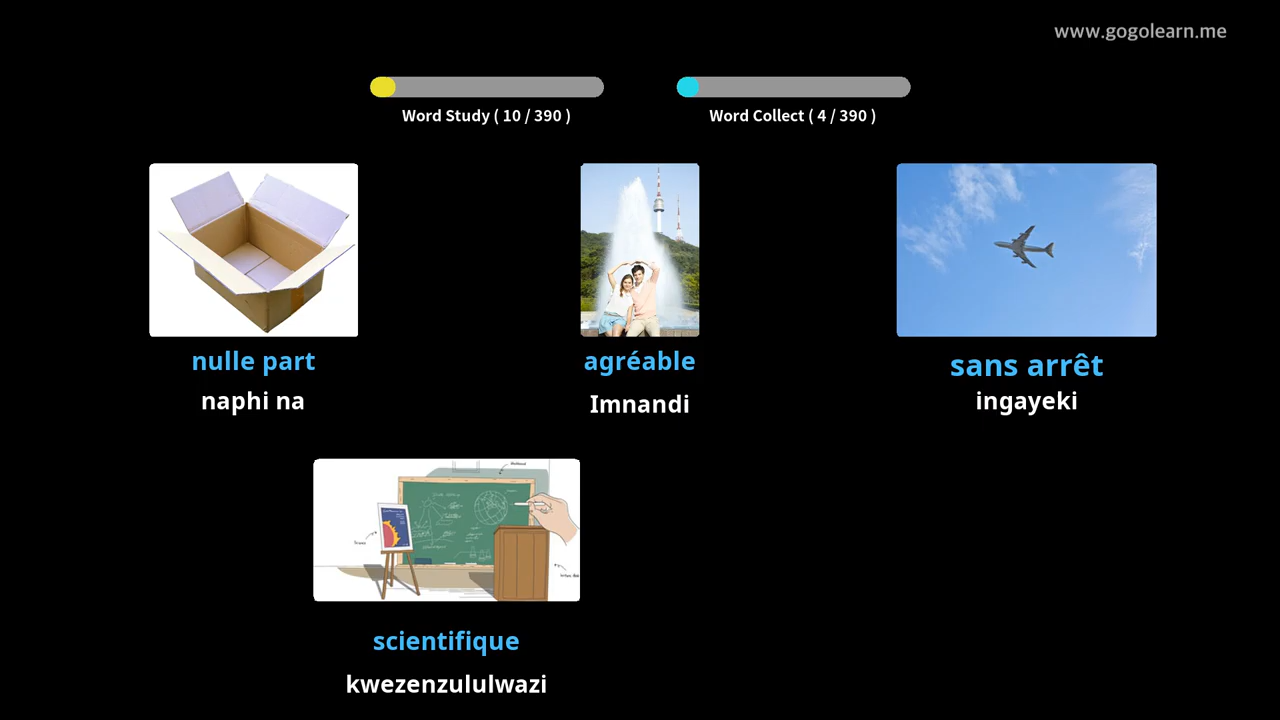 www.gogolearn.me
Word Study ( 10 / 390 )
Word Collect ( 4 / 390 )
nulle part
naphi na
agréable
Imnandi
sans arrêt
ingayeki
scientifique
kwezenzululwazi